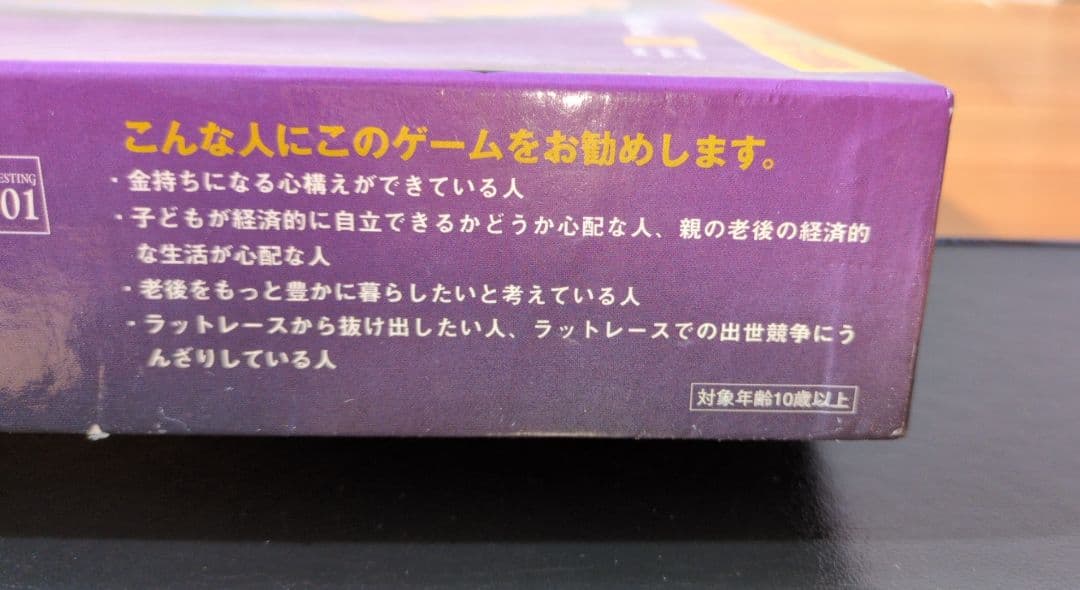 こんな人にこのゲームをお勧めします。
・金持ちになる心構えができている人
・子どもが経済的に自立できるかどうか心配な人、親の老後の経済的
な生活が心配な人
・老後をもっと豊かに暮らしたいと考えている人
・ラットレースから抜け出したい人、ラットレースでの出世競争にう
んざりしている人
対象年齢10歳以上
ESTING
01